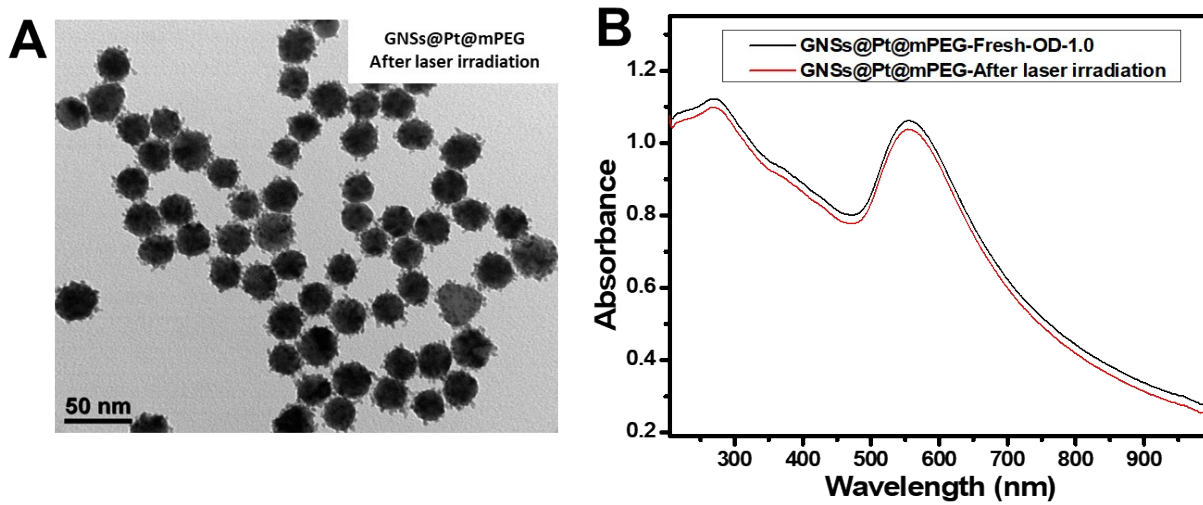 A
GNSs@Pt@mPEG
After laser irradiation
50 nm
B
GNSs@Pt@mPEG-Fresh-OD-1.0
GNSs@Pt@mPEG-After laser irradiation
Absorbance
1.2
1.0
0.8
0.6
0.4
0.2
300 400 500 600 700 800 900
Wavelength (nm)